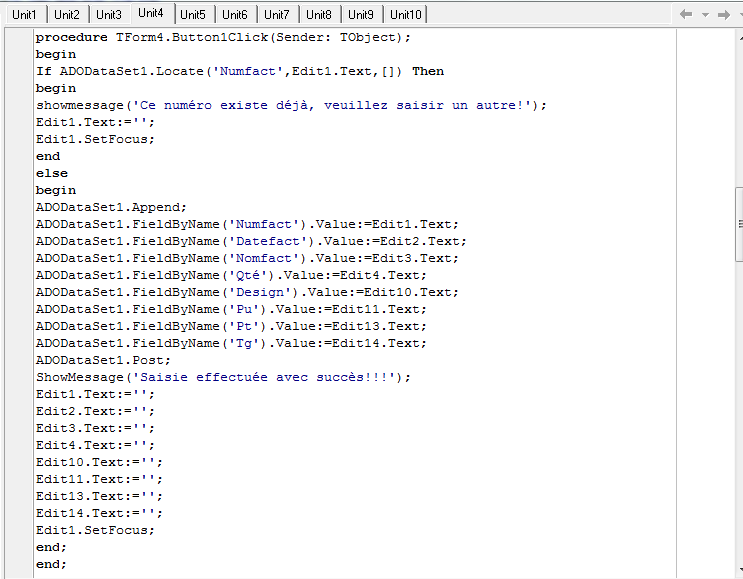 Unit1 Unit2 Unit3 Unit4 Unit5 Unit6 Unit7 Unit8 Unit9 Unit10
procedure TForm4.Button1Click(Sender: TObject);
begin
If ADODataSet1.Locate('Numfact',Edit1.Text,[]) Then
begin
showmessage('Ce numéro existe déjà, veuillez saisir un autre!');
Edit1.Text:='';
Edit1.SetFocus;
end
else
begin
ADODataSet1.Append;
ADODataSet1.FieldByName('Numfact').Value:=Edit1.Text;
ADODataSet1.FieldByName('Datefact').Value:=Edit2.Text;
ADODataSet1.FieldByName('Nomfact').Value:=Edit3.Text;
ADODataSet1.FieldByName('Qté').Value:=Edit4.Text;
ADODataSet1.FieldByName('Design').Value:=Edit10.Text;
ADODataSet1.FieldByName('Pu').Value:=Edit11.Text;
ADODataSet1.FieldByName('Pt').Value:=Edit13.Text;
ADODataSet1.FieldByName('Tg').Value:=Edit14.Text;
ADODataSet1.Post;
ShowMessage('Saisie effectuée avec succès!!!');
Edit1.Text:='';
Edit2.Text:='';
Edit3.Text:='';
Edit4.Text:='';
Edit10.Text:='';
Edit11.Text:='';
Edit13.Text:='';
Edit14.Text:='';
Edit1.SetFocus;
end;
end;